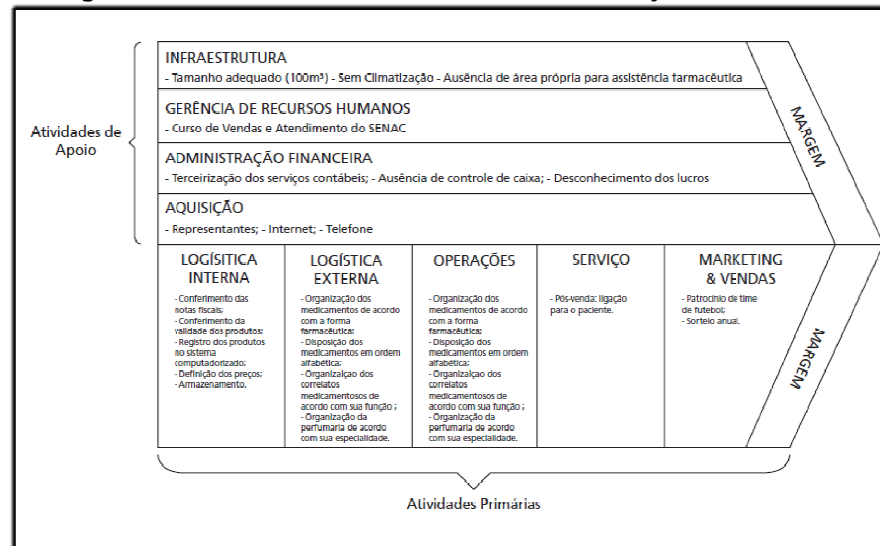 INFRAESTRUTURA
- Tamanho adequado (100m³) - Sem Climatização - Ausência de área própria para assistência farmacêutica
GERÊNCIA DE RECURSOS HUMANOS
- Curso de Vendas e Atendimento do SENAC
ADMINISTRAÇÃO FINANCEIRA
- Terceirização dos serviços contábeis; - Ausência de controle de caixa; - Desconhecimento dos lucros
AQUISIÇÃO
- Representantes; - Internet; - Telefone
Atividades de
Apoio
MARGEM
LOGÍSITICA
INTERNA
- Conferimento das
notas fiscais;
- Conferimento da
validade dos produtos;
- Registro dos produtos
no sistema
computadorizado;
- Definição dos preços;
- Armazenamento.
LOGÍSTICA
EXTERNA
- Organização dos
medicamentos de acordo
com a forma
farmacêutica;
- Disposição dos
medicamentos em ordem
alfabética;
- Organizalçao dos
correlatos
medicamentosos de
acordo com sua função ;
- Organização da
perfumaria de acordo
com sua especialidade.
OPERAÇÕES
- Organização dos
medicamentos de acordo
com a forma
farmacêutica;
- Disposição dos
medicamentos em ordem
alfabética;
- Organizalçao dos
correlatos
medicamentosos de
acordo com sua função ;
- Organização da
perfumaria de acordo
com sua especialidade.
SERVIÇO
- Pós-venda: ligação
para o paciente.
MARKETING
& VENDAS
- Patrocínio de time
de futebol;
- Sorteio anual.
MARGEM
Atividades Primárias